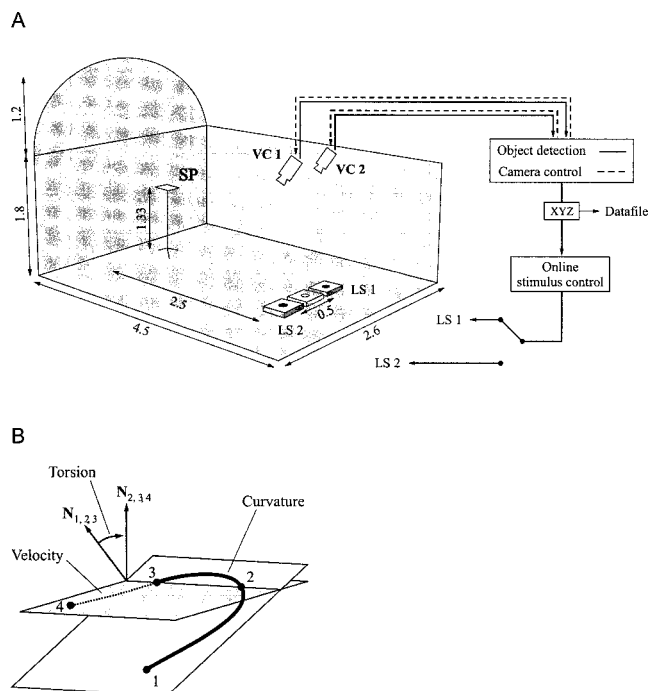 A
1.2
1.8
SP
1.33
VC 1
VC 2
2.5
4.5
LS 1
LS 2
0.5
2.6
Object detection
Camera control
XYZ
Datafile
Online
stimulus control
LS 1
LS 2
B
Torsion
N2,3,4
N1,2,3
Curvature
Velocity
3
2
4
1